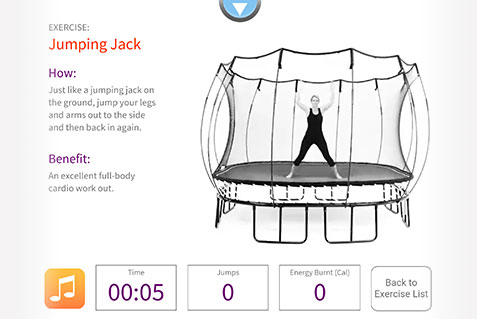 EXERCISE:
Jumping Jack
How:
Just like a jumping jack on
the ground, jump your legs
and arms out to the side
and then back in again.
Benefit:
An excellent full-body
cardio work out.
Time
00:05
Jumps
0
Energy Burnt (Cal)
0
Back to
Exercise List